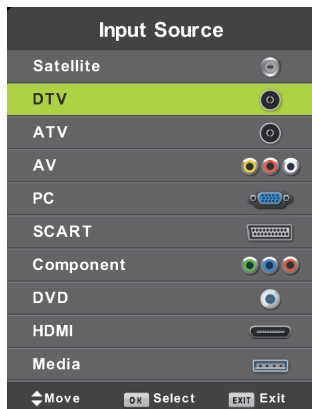 Input Source
Satellite
DTV
ATV
AV
PC
SCART
Component
DVD
HDMI
Media
Move OK Select EXIT Exit